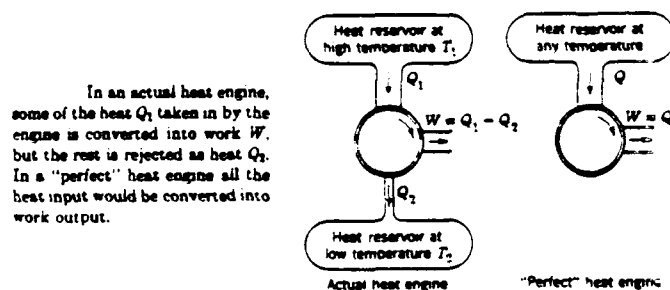 In an actual heat engine,
some of the heat Q₁ taken in by the
engine is converted into work W,
but the rest is rejected as heat Q₂.
In a "perfect" heat engine all the
heat input would be converted into
work output.
Heat reservoir at
high temperature T₁
Q₁
W = Q₁ - Q₂
Q₂
Heat reservoir at
low temperature T₂
Actual heat engine
Heat reservoir at
any temperature
Q
W = Q
"Perfect" heat engine